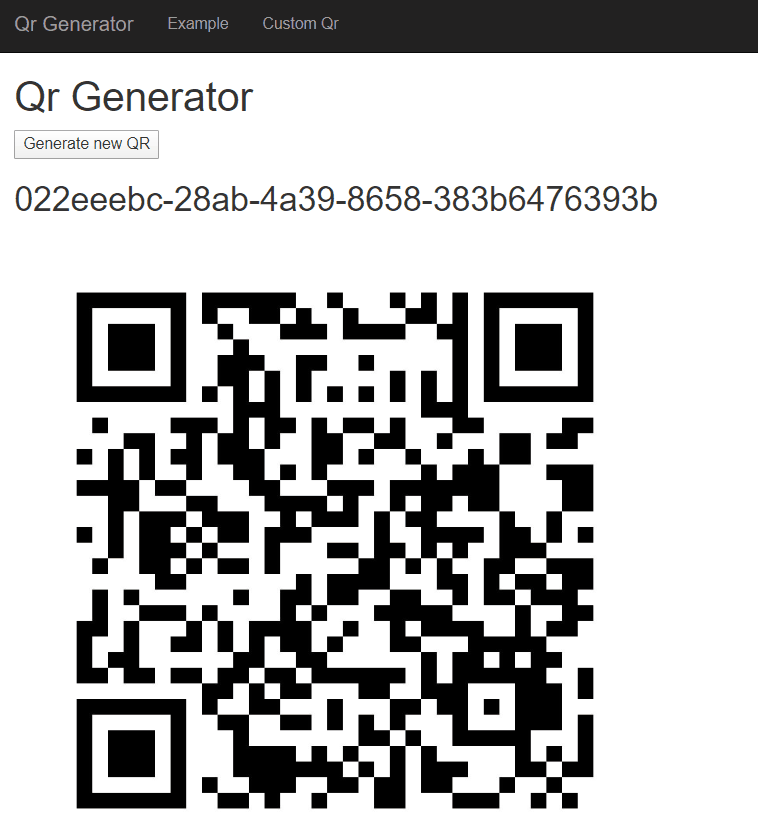 Qr Generator Example Custom Qr
Qr Generator
Generate new QR
022eeebc-28ab-4a39-8658-383b6476393b